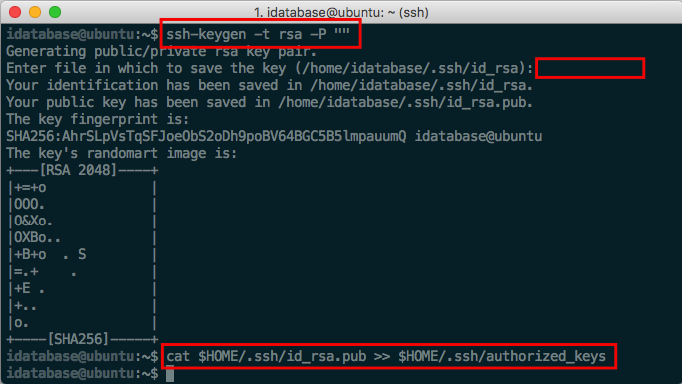 1. idatabase@ubuntu: ~ (ssh)
idatabase@ubuntu:~$ ssh-keygen -t rsa -P ""
Generating public/private rsa key pair.
Enter file in which to save the key (/home/idatabase/.ssh/id_rsa):
Your identification has been saved in /home/idatabase/.ssh/id_rsa.
Your public key has been saved in /home/idatabase/.ssh/id_rsa.pub.
The key fingerprint is:
SHA256:AhrSLpVsTqSFJoeObS2oDh9poBV64BGC5B5lmpauumQ idatabase@ubuntu
The key's randomart image is:
+---[RSA 2048]----+
|+=+o             |
|OOO.             |
|O&Xo.            |
|OXBo..           |
|+B+o  . S        |
|=.+    .         |
|+E .             |
|+..              |
|o.               |
+----[SHA256]-----+
idatabase@ubuntu:~$ cat $HOME/.ssh/id_rsa.pub >> $HOME/.ssh/authorized_keys
idatabase@ubuntu:~$